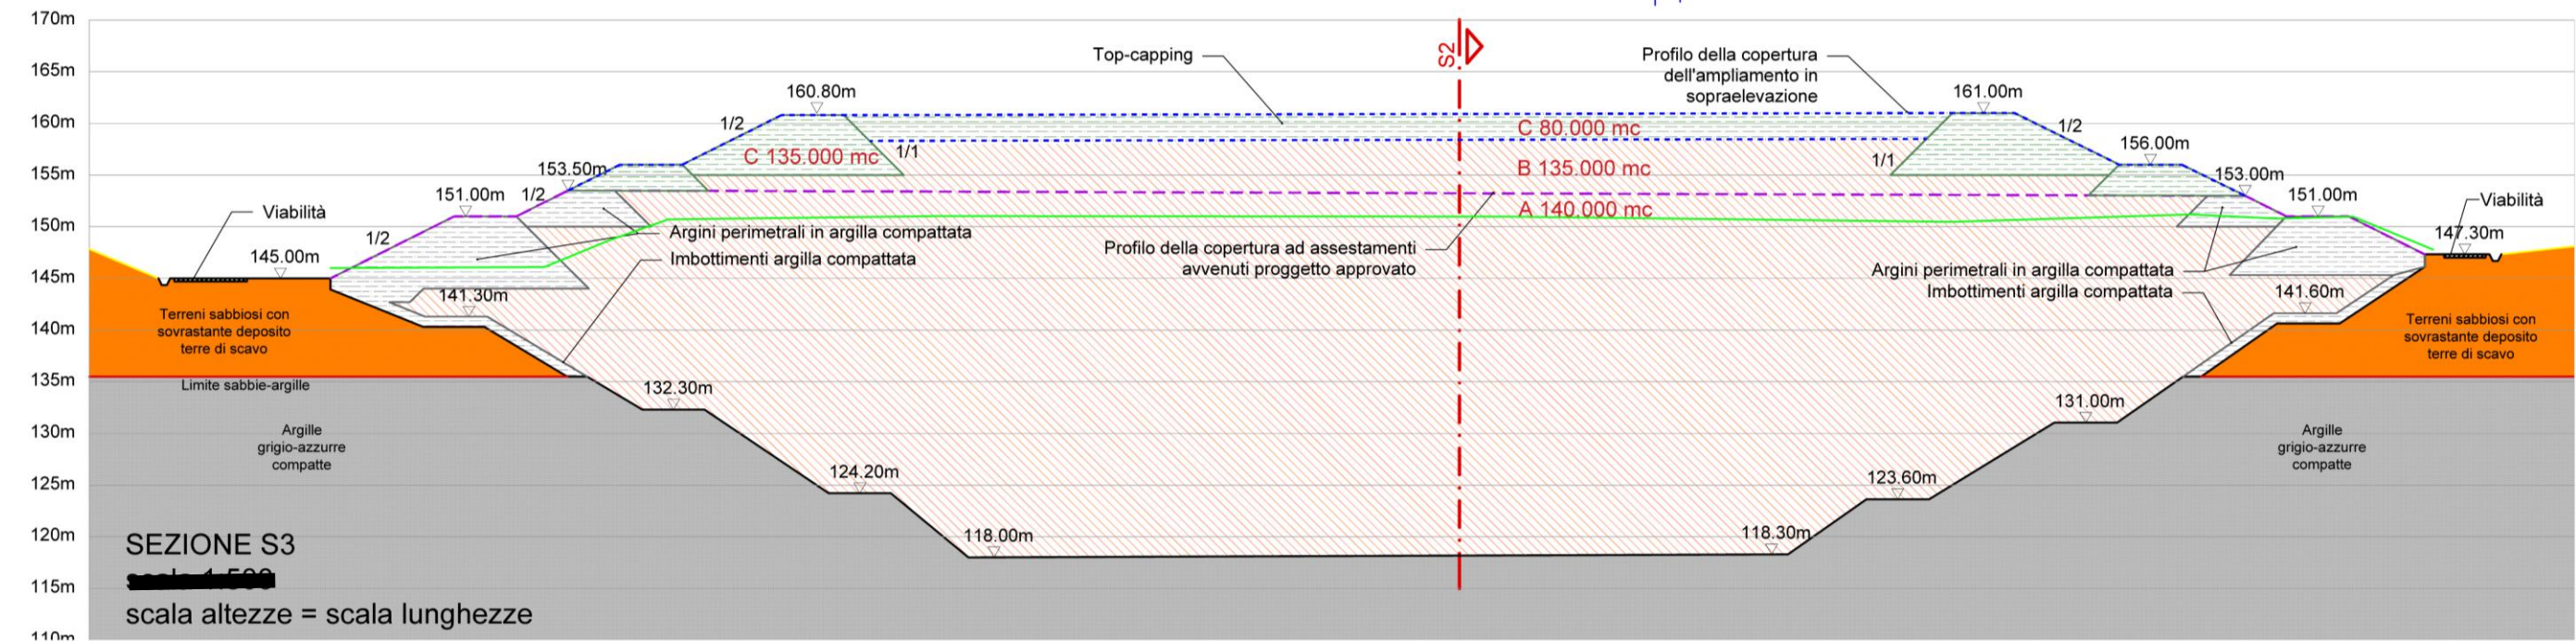 170m
165m
160m
155m
150m
145m
140m
135m
130m
125m
120m
115m
110m
Top-capping
S2
Profilo della copertura
dell'ampliamento in
sopraelevazione
160.80m
161.00m
1/2
1/2
C 80.000 mc
156.00m
C 135.000 mc
1/1
1/1
153.50m
B 135.000 mc
153.00m
151.00m
1/2
151.00m
Viabilità
A 140.000 mc
Viabilità
1/2
Argini perimetrali in argilla compattata
147.30m
145.00m
Imbottimenti argilla compattata
Profilo della copertura ad assestamenti
avvenuti proggetto approvato
Argini perimetrali in argilla compattata
Imbottimenti argilla compattata
141.30m
141.60m
Terreni sabbiosi con
sovrastante deposito
terre di scavo
Terreni sabbiosi con
sovrastante deposito
terre di scavo
Limite sabbie-argille
132.30m
131.00m
Argille
grigio-azzurre
compatte
Argille
grigio-azzurre
compatte
124.20m
123.60m
118.00m
118.30m
SEZIONE S3
scala altezze = scala lunghezze